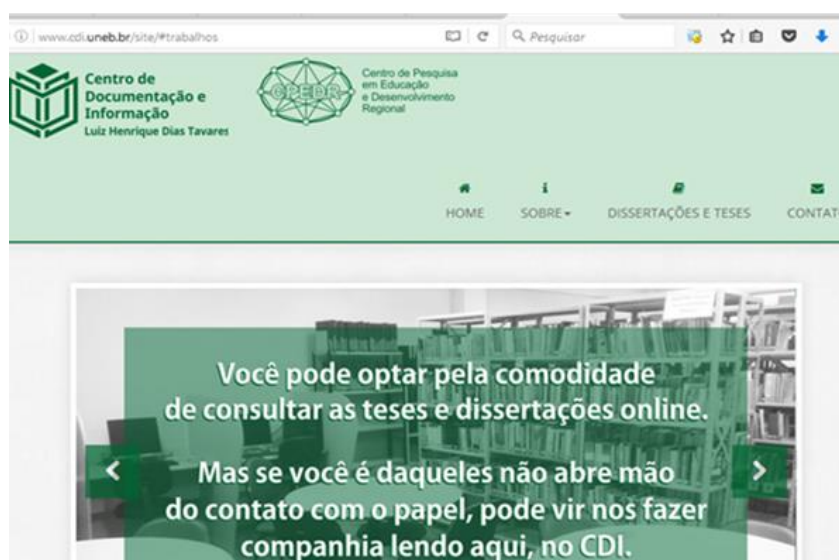 www.cdi.uneb.br/site/#trabalhos
Pesquisar
Centro de
Documentação e
Informação
Luiz Henrique Dias Tavares
CPEDR
Centro de Pesquisa
em Educação
e Desenvolvimento
Regional
HOME
SOBRE
DISSERTAÇÕES E TESES
CONTAT
Você pode optar pela comodidade
de consultar as teses e dissertações online.
Mas se você é daqueles não abre mão
do contato com o papel, pode vir nos fazer
companhia lendo aqui, no CDI.